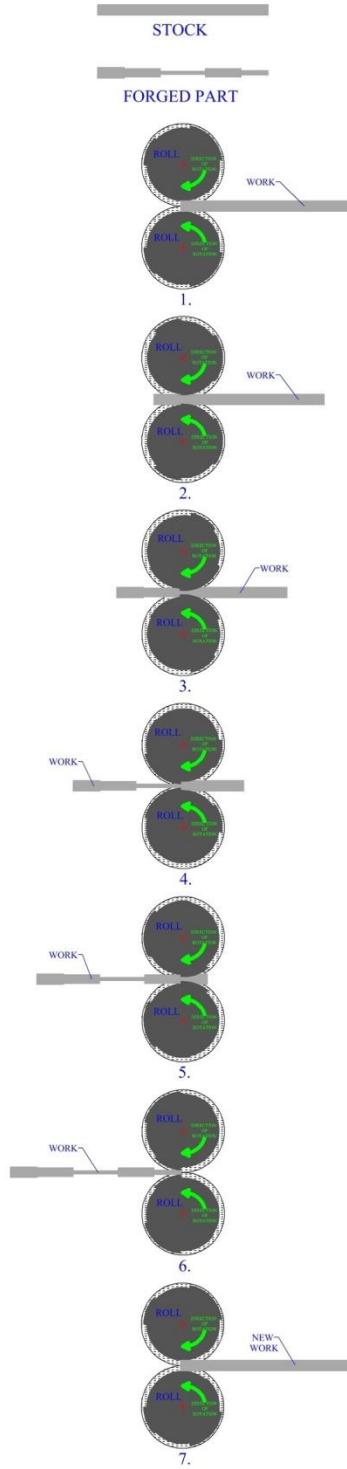 STOCK
FORGED PART
ROLL
DIRECTION
OF
ROTATION
WORK
ROLL
DIRECTION
OF
ROTATION
1.
ROLL
DIRECTION
OF
ROTATION
WORK
ROLL
DIRECTION
OF
ROTATION
2.
ROLL
DIRECTION
OF
ROTATION
WORK
ROLL
DIRECTION
OF
ROTATION
3.
ROLL
DIRECTION
OF
ROTATION
WORK
ROLL
DIRECTION
OF
ROTATION
4.
ROLL
DIRECTION
OF
ROTATION
WORK
ROLL
DIRECTION
OF
ROTATION
5.
ROLL
DIRECTION
OF
ROTATION
WORK
ROLL
DIRECTION
OF
ROTATION
6.
ROLL
DIRECTION
OF
ROTATION
NEW
WORK
ROLL
DIRECTION
OF
ROTATION
7.